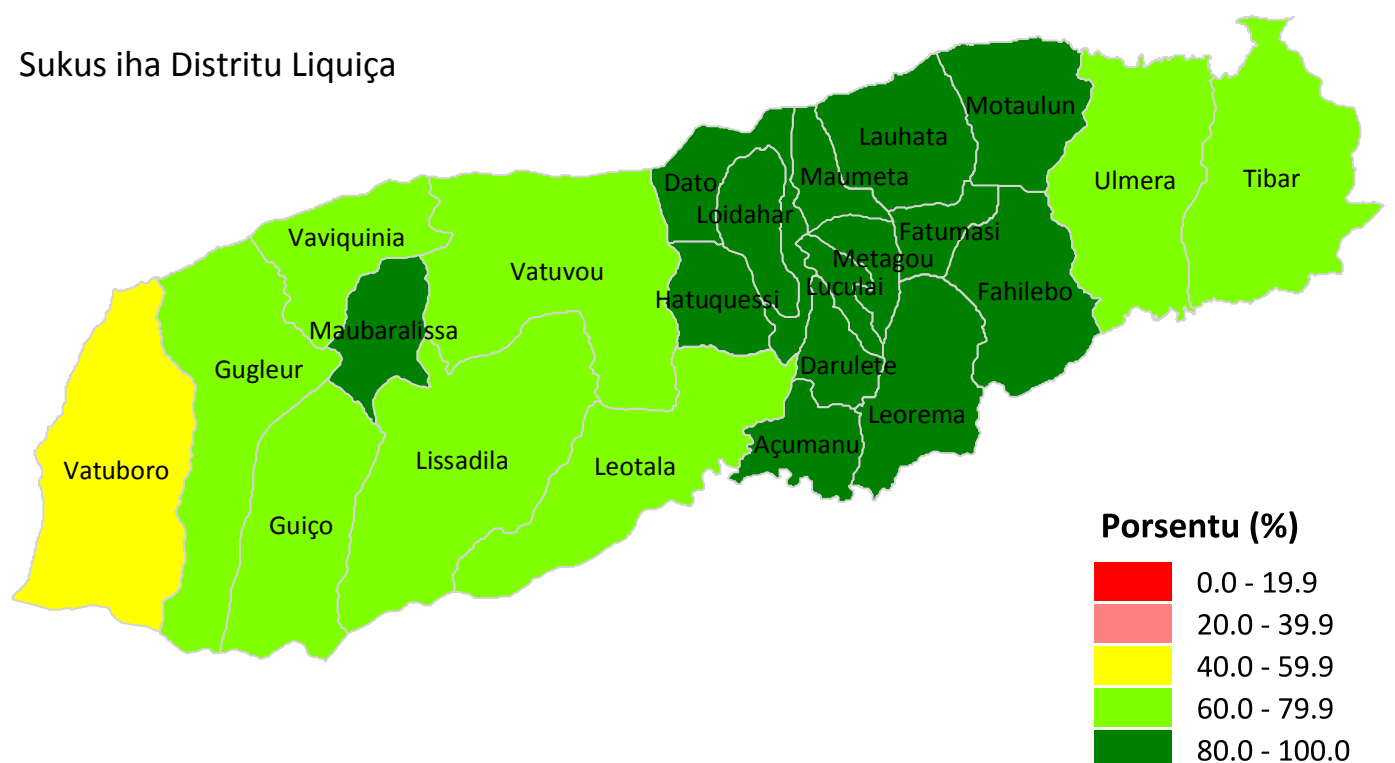 Sukus iha Distritu Liquiça
Motaulun
Lauhata
Maumeta
Dato
Ulmera
Tibar
Loidahar
Fatumasi
Vaviquinia
Metagou
Vatuvou
Luculai
Fahilebo
Hatuquessi
Maubaralissa
Gugleur
Darulete
Leorema
Açumanu
Vatuboro
Lissadila
Leotala
Guiço
Porsentu (%)
0.0 - 19.9
20.0 - 39.9
40.0 - 59.9
60.0 - 79.9
80.0 - 100.0